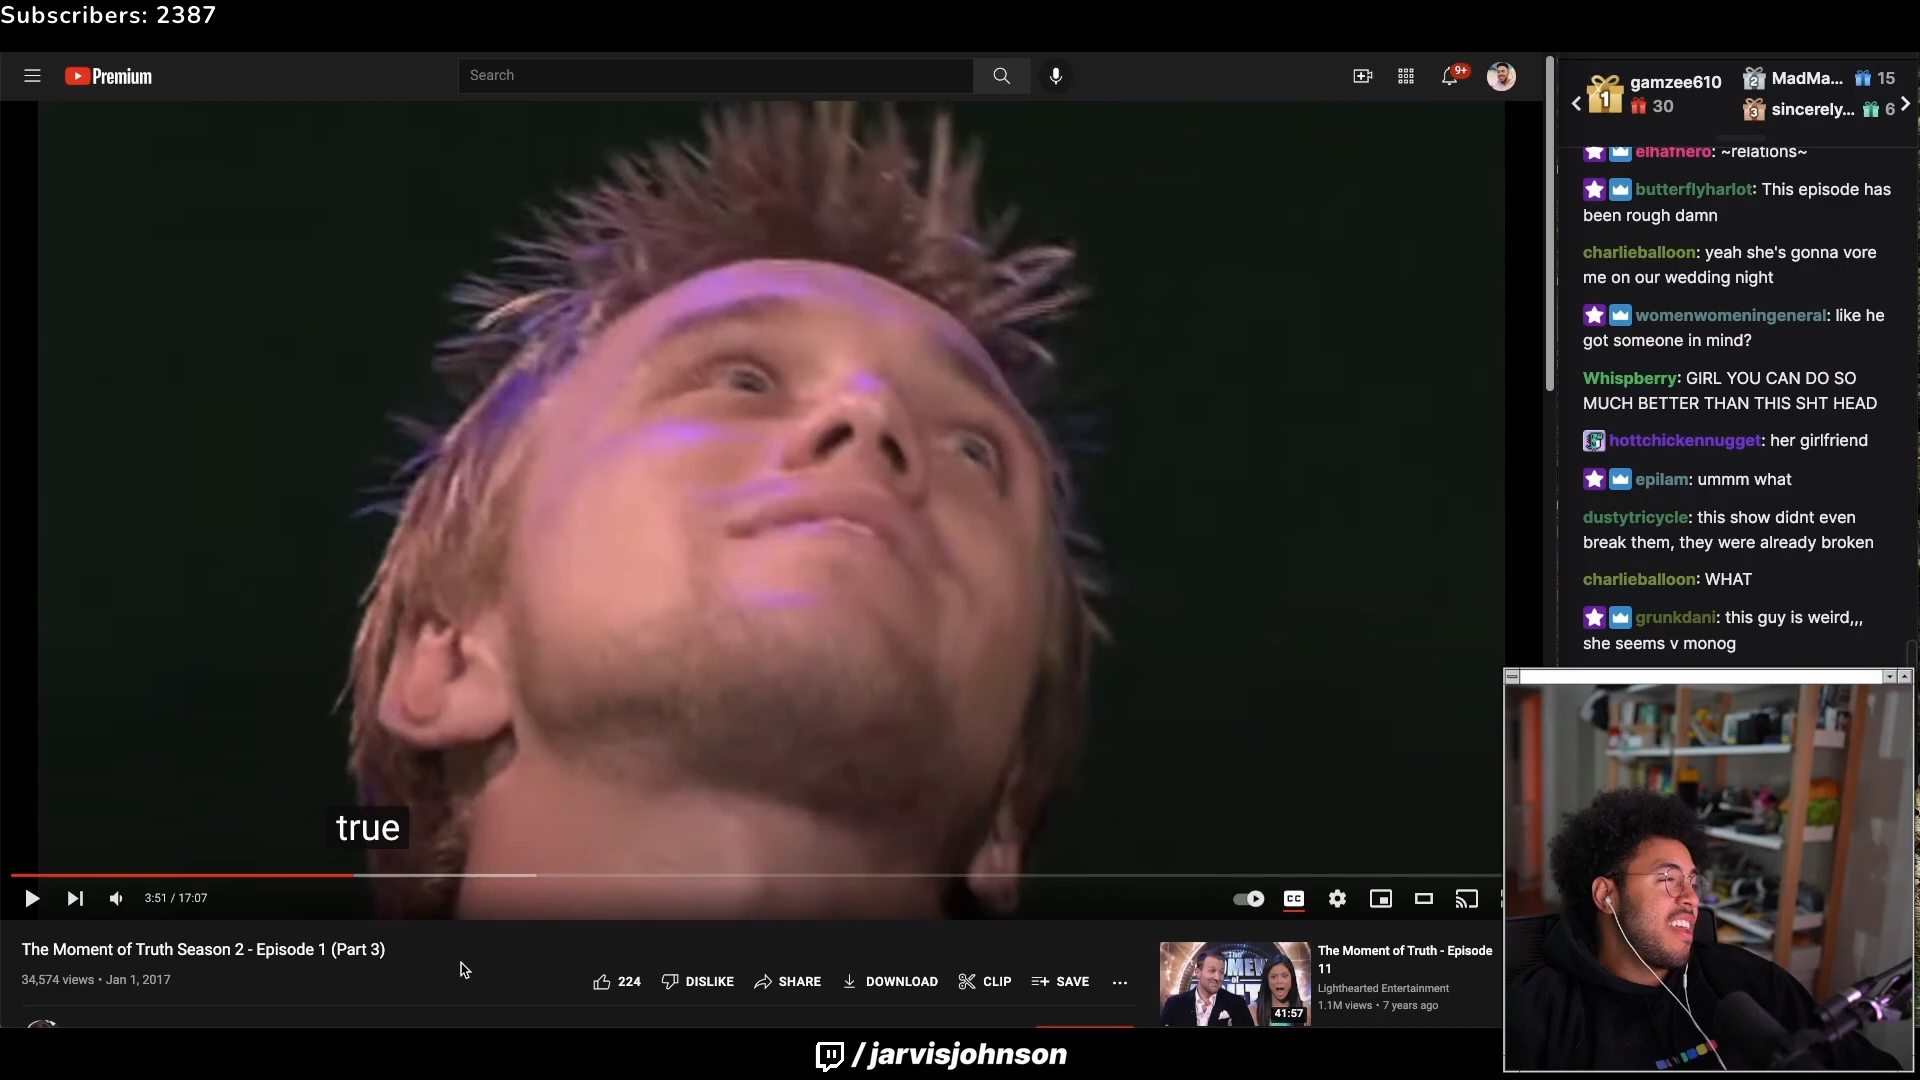 Subscribers: 2387
Premium
Search
9+
1
gamzee610
30
2
MadMa...
15
3
sincerely...
6
elhafnero: ~relations~
butterflyharlot: This episode has
been rough damn
charlieballoon: yeah she's gonna vore
me on our wedding night
womenwomeningeneral: like he
got someone in mind?
Whispberry: GIRL YOU CAN DO SO
MUCH BETTER THAN THIS SHT HEAD
hottchickennugget: her girlfriend
epilam: ummm what
dustytricycle: this show didnt even
break them, they were already broken
charlieballoon: WHAT
grunkdani: this guy is weird,,,
she seems v monog
true
3:51 / 17:07
CC
The Moment of Truth Season 2 - Episode 1 (Part 3)
34,574 views • Jan 1, 2017
224
DISLIKE
SHARE
DOWNLOAD
CLIP
SAVE
41:57
The Moment of Truth - Episode
11
Lighthearted Entertainment
1.1M views • 7 years ago
/jarvisjohnson